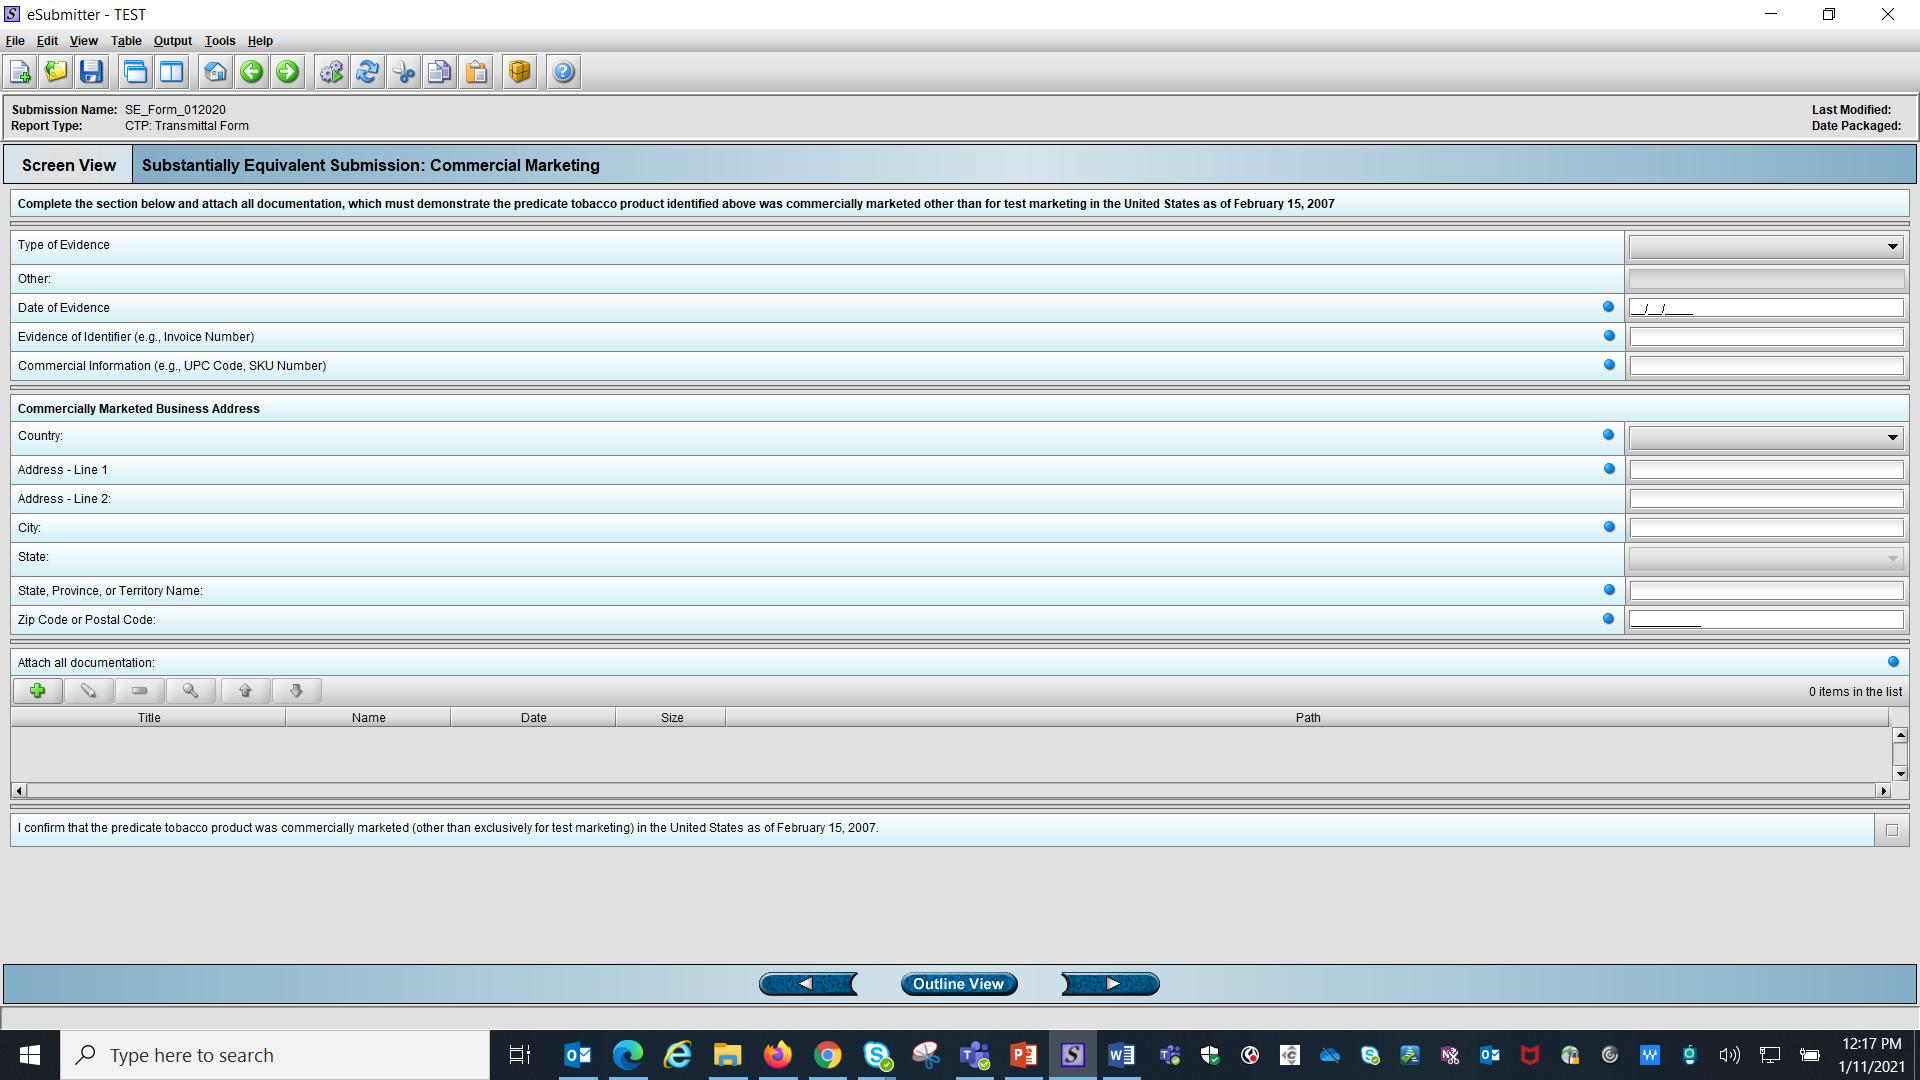 eSubmitter - TEST
File Edit View Table Output Tools Help
Submission Name: SE_Form_012020 Last Modified:
Report Type: CTP: Transmittal Form Date Packaged:
Screen View Substantially Equivalent Submission: Commercial Marketing
Complete the section below and attach all documentation, which must demonstrate the predicate tobacco product identified above was commercially marketed other than for test marketing in the United States as of February 15, 2007
Type of Evidence
Other:
Date of Evidence __/__/____
Evidence of Identifier (e.g., Invoice Number)
Commercial Information (e.g., UPC Code, SKU Number)
Commercially Marketed Business Address
Country:
Address - Line 1
Address - Line 2:
City:
State:
State, Province, or Territory Name:
Zip Code or Postal Code: __________
Attach all documentation:
0 items in the list
Title Name Date Size Path
I confirm that the predicate tobacco product was commercially marketed (other than exclusively for test marketing) in the United States as of February 15, 2007.
Outline View
Type here to search
12:17 PM
1/11/2021